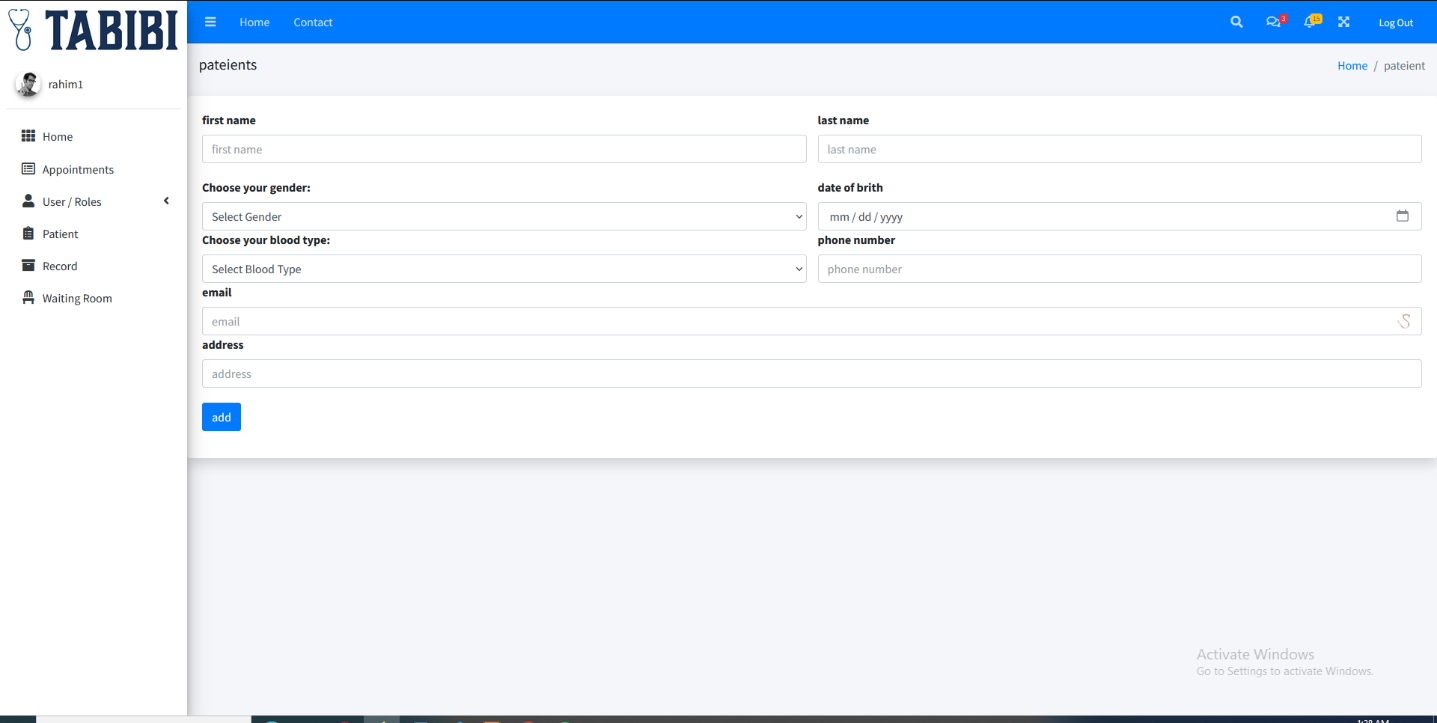 TABIBI
Home Contact 3 15 Log Out
pateients
Home / pateient
rahim1
Home
Appointments
User / Roles
Patient
Record
Waiting Room
first name last name
first name last name
Choose your gender: date of brith
Select Gender mm / dd / yyyy
Choose your blood type: phone number
Select Blood Type phone number
email
email
address
address
add
Activate Windows
Go to Settings to activate Windows.